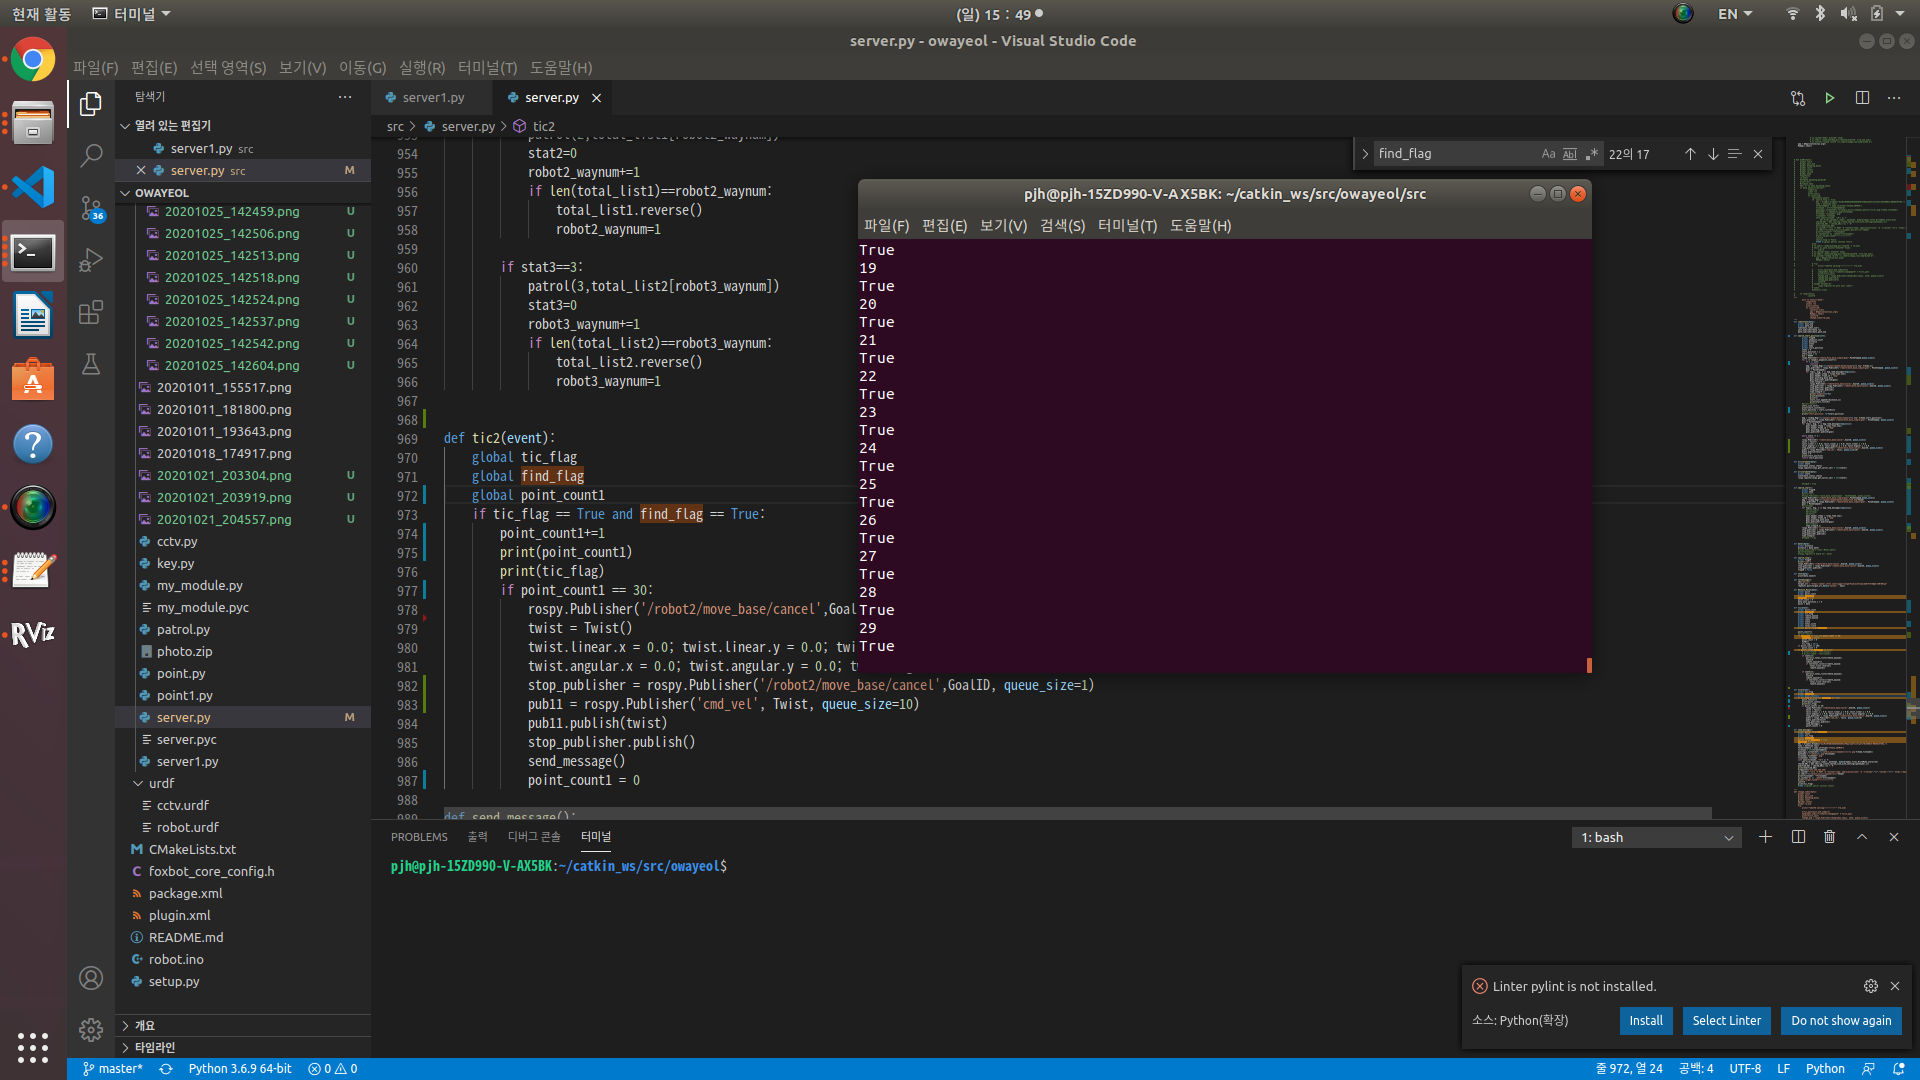 현재 활동
터미널
(일) 15 : 49
EN
server.py - owayeol - Visual Studio Code
파일(F) 편집(E) 선택 영역(S) 보기(V) 이동(G) 실행(R) 터미널(T) 도움말(H)
탐색기
열려 있는 편집기
server1.py src
server.py src M
OWAYEOL
20201025_142459.png U
20201025_142506.png U
20201025_142513.png U
20201025_142518.png U
20201025_142524.png U
20201025_142537.png U
20201025_142542.png U
20201025_142604.png U
20201011_155517.png
20201011_181800.png
20201011_193643.png
20201018_174917.png
20201021_203304.png U
20201021_203919.png U
20201021_204557.png U
cctv.py
key.py
my_module.py
my_module.pyc
patrol.py
photo.zip
point.py
point1.py
server.py M
server.pyc
server1.py
urdf
cctv.urdf
robot.urdf
CMakeLists.txt
foxbot_core_config.h
package.xml
plugin.xml
README.md
robot.ino
setup.py
개요
타임라인
36
RViz
server1.py
server.py
src > server.py > tic2
find_flag
Aa Abl .*
22의 17
954 stat2=0
955 robot2_waynum+=1
956 if len(total_list1)==robot2_waynum:
957 total_list1.reverse()
958 robot2_waynum=1
959
960 if stat3==3:
961 patrol(3,total_list2[robot3_waynum])
962 stat3=0
963 robot3_waynum+=1
964 if len(total_list2)==robot3_waynum:
965 total_list2.reverse()
966 robot3_waynum=1
967
968
969 def tic2(event):
970 global tic_flag
971 global find_flag
972 global point_count1
973 if tic_flag == True and find_flag == True:
974 point_count1+=1
975 print(point_count1)
976 print(tic_flag)
977 if point_count1 == 30:
978 rospy.Publisher('/robot2/move_base/cancel',Goal
979 twist = Twist()
980 twist.linear.x = 0.0; twist.linear.y = 0.0; twi
981 twist.angular.x = 0.0; twist.angular.y = 0.0; t
982 stop_publisher = rospy.Publisher('/robot2/move_base/cancel',GoalID, queue_size=1)
983 pub11 = rospy.Publisher('cmd_vel', Twist, queue_size=10)
984 pub11.publish(twist)
985 stop_publisher.publish()
986 send_message()
987 point_count1 = 0
988
989 def send_message():
pjh@pjh-15ZD990-V-AX5BK: ~/catkin_ws/src/owayeol/src
파일(F) 편집(E) 보기(V) 검색(S) 터미널(T) 도움말(H)
True
19
True
20
True
21
True
22
True
23
True
24
True
25
True
26
True
27
True
28
True
29
True
PROBLEMS 출력 디버그 콘솔 터미널
1: bash
pjh@pjh-15ZD990-V-AX5BK:~/catkin_ws/src/owayeol$
Linter pylint is not installed.
소스: Python(확장)
Install
Select Linter
Do not show again
master*
Python 3.6.9 64-bit
0 0
줄 972, 열 24
공백: 4
UTF-8
LF
Python